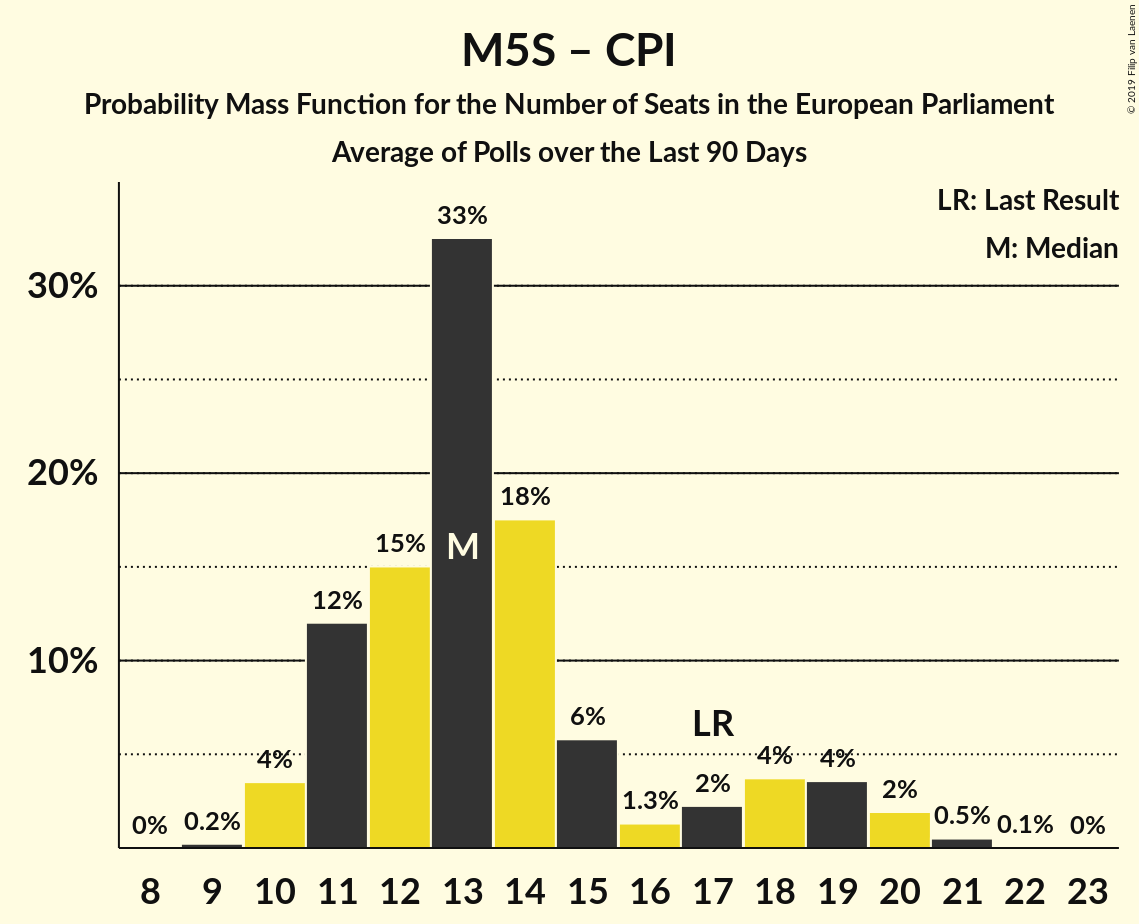 M5S – CPI
Probability Mass Function for the Number of Seats in the European Parliament
Average of Polls over the Last 90 Days
© 2019 Filip van Laenen
LR: Last Result
M: Median
33%
30%
20%
18%
M
15%
12%
10%
6%
LR
4%
4%
4%
2%
2%
1.3%
0.5%
0%
0.2%
0.1%
0%
8 9 10 11 12 13 14 15 16 17 18 19 20 21 22 23